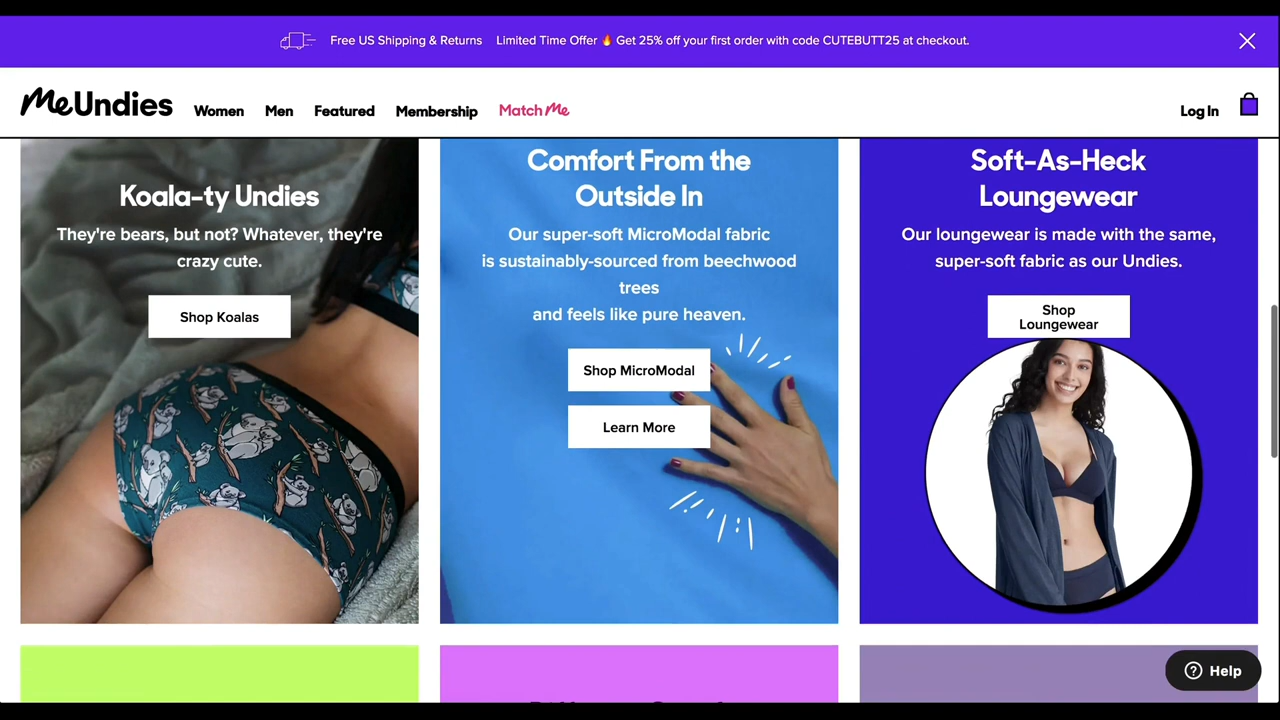 Free US Shipping & Returns Limited Time Offer 🔥 Get 25% off your first order with code CUTEBUTT25 at checkout.
MeUndies Women Men Featured Membership Match Me Log In
Koala-ty Undies
They're bears, but not? Whatever, they're
crazy cute.
Shop Koalas
Comfort From the
Outside In
Our super-soft MicroModal fabric
is sustainably-sourced from beechwood
trees
and feels like pure heaven.
Shop MicroModal
Learn More
Soft-As-Heck
Loungewear
Our loungewear is made with the same,
super-soft fabric as our Undies.
Shop
Loungewear
Help